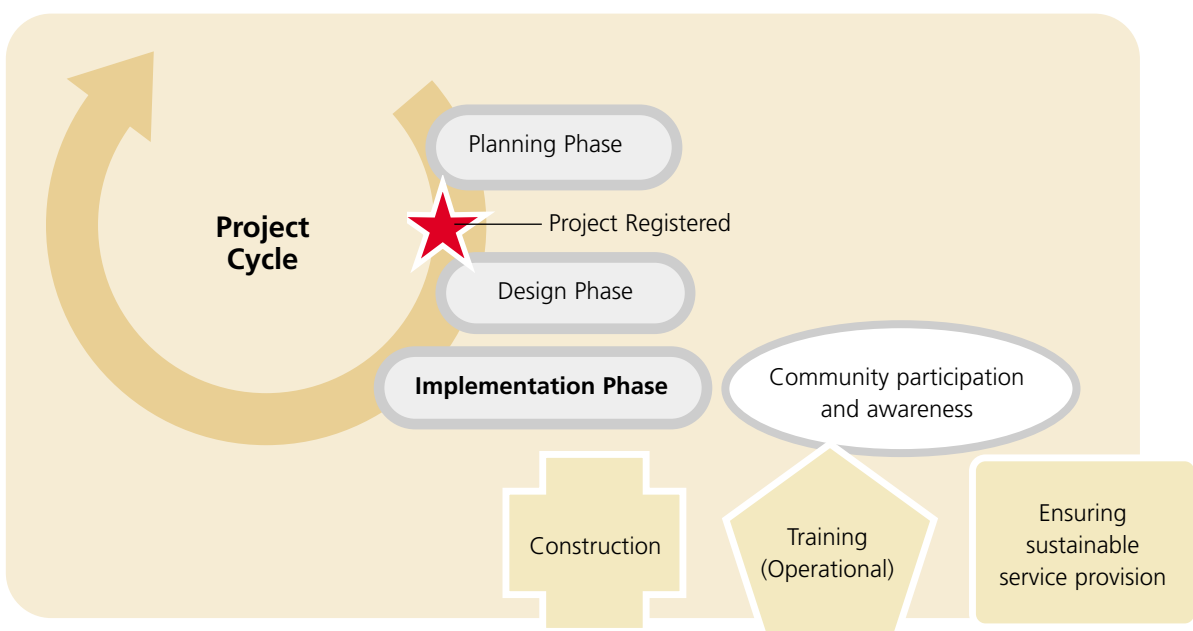 Planning Phase
Project
Cycle
Project Registered
Design Phase
Implementation Phase
Community participation
and awareness
Construction
Training
(Operational)
Ensuring
sustainable
service provision